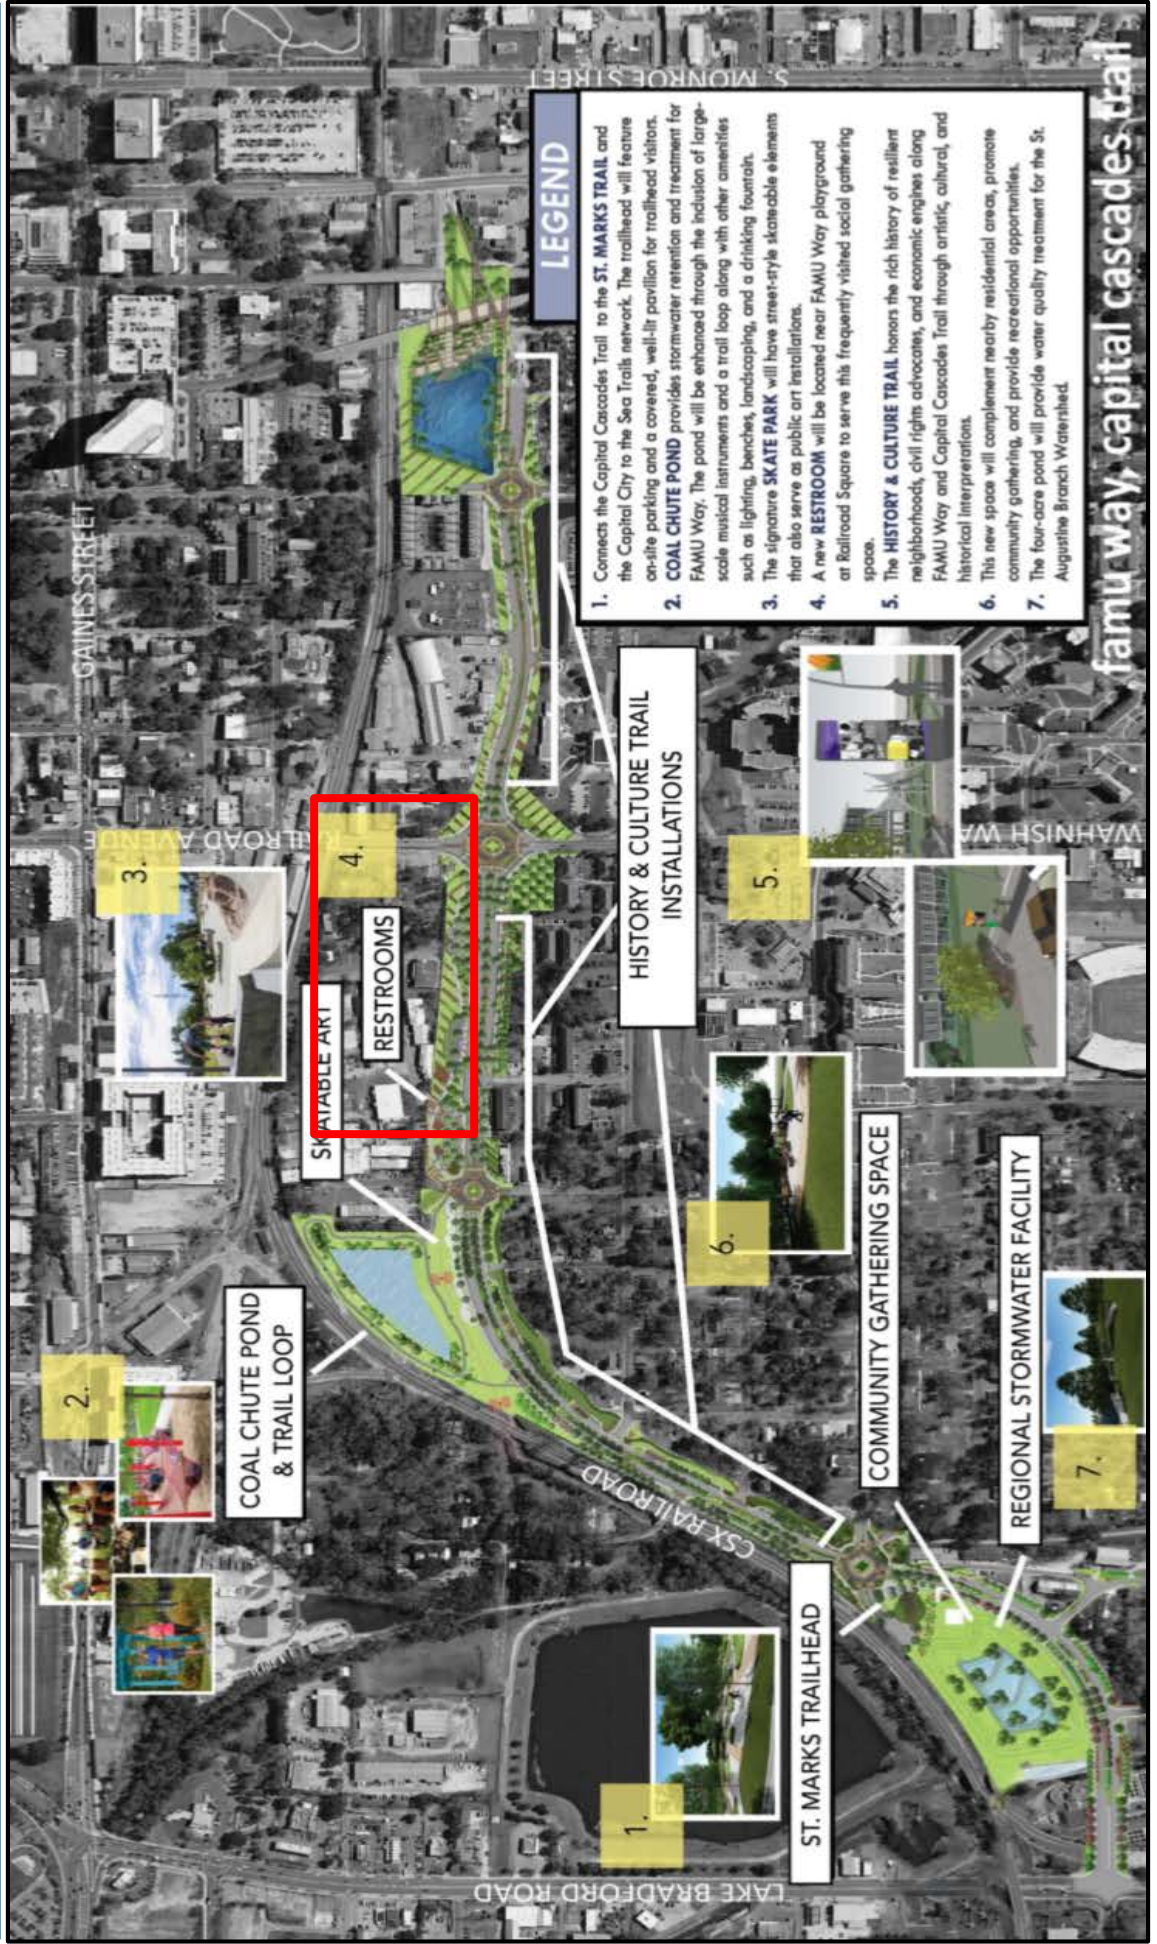 GAINES STREET
S. MONROE STREET
RAILROAD AVENUE
WAHNISH WA
LAKE BRADFORD ROAD
CSX RAILROAD
1.
2.
3.
4.
5.
6.
7.
COAL CHUTE POND
& TRAIL LOOP
SKATABLE ART
RESTROOMS
HISTORY & CULTURE TRAIL
INSTALLATIONS
ST. MARKS TRAILHEAD
COMMUNITY GATHERING SPACE
REGIONAL STORMWATER FACILITY
LEGEND
1. Connects the Capital Cascades Trail to the ST. MARKS TRAIL and
the Capital City to the Sea Trails network. The trailhead will feature
on-site parking and a covered, well-lit pavilion for trailhead visitors.
2. COAL CHUTE POND provides stormwater retention and treatment for
FAMU Way. The pond will be enhanced through the inclusion of large-
scale musical instruments and a trail loop along with other amenities
such as lighting, benches, landscaping, and a drinking fountain.
3. The signature SKATE PARK will have street-style skateable elements
that also serve as public art installations.
4. A new RESTROOM will be located near FAMU Way playground
at Railroad Square to serve this frequently visited social gathering
space.
5. The HISTORY & CULTURE TRAIL honors the rich history of resilient
neighborhoods, civil rights advocates, and economic engines along
FAMU Way and Capital Cascades Trail through artistic, cultural, and
historical interpretations.
6. This new space will complement nearby residential areas, promote
community gathering, and provide recreational opportunities.
7. The four-acre pond will provide water quality treatment for the St.
Augustine Branch Watershed.
famu way, capital cascades trail